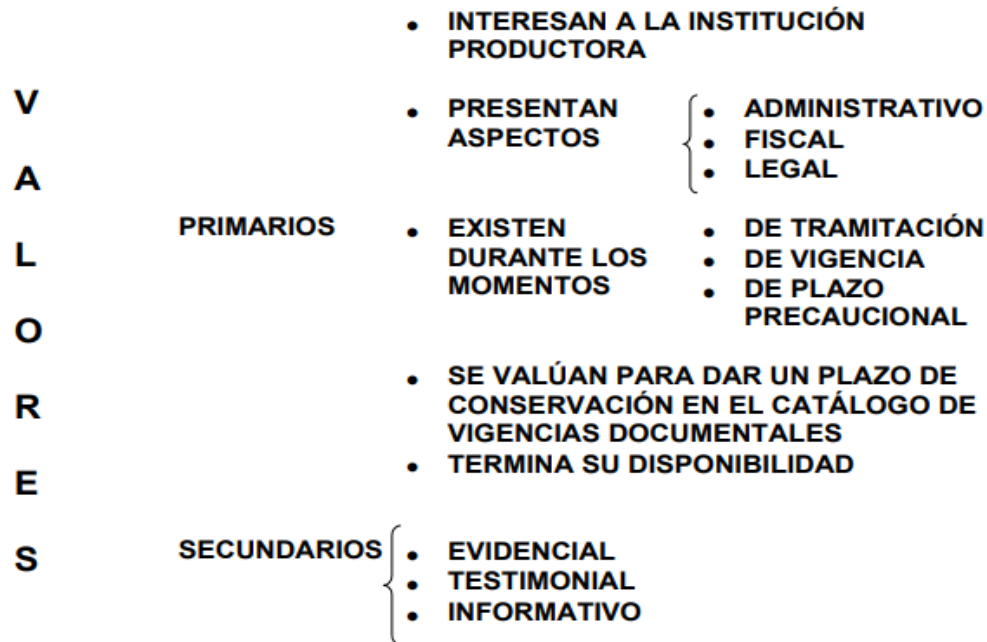 VALORES
PRIMARIOS
• INTERESAN A LA INSTITUCIÓN
PRODUCTORA
• PRESENTAN
ASPECTOS
• ADMINISTRATIVO
• FISCAL
• LEGAL
• EXISTEN
DURANTE LOS
MOMENTOS
• DE TRAMITACIÓN
• DE VIGENCIA
• DE PLAZO
PRECAUCIONAL
• SE VALÚAN PARA DAR UN PLAZO DE
CONSERVACIÓN EN EL CATÁLOGO DE
VIGENCIAS DOCUMENTALES
• TERMINA SU DISPONIBILIDAD
SECUNDARIOS
• EVIDENCIAL
• TESTIMONIAL
• INFORMATIVO